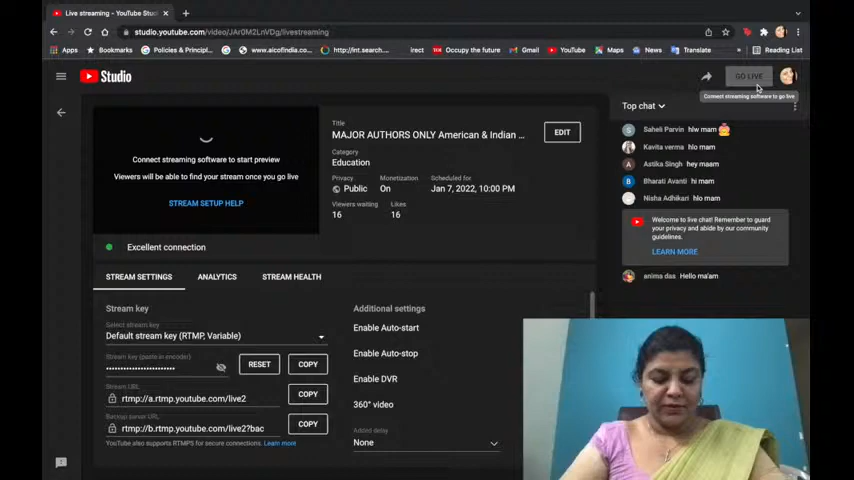 Live streaming - YouTube Stu
studio.youtube.com/video/JAr0M2LnVDg/livestreaming
Apps
Bookmarks
Policies & Principl...
www.aicofindia.co...
http://int.search...
irect
Occupy the future
Gmail
YouTube
Maps
News
Translate
»
Reading List
Studio
GO LIVE
Connect streaming software to go live
Connect streaming software to start preview
Viewers will be able to find your stream once you go live
STREAM SETUP HELP
Excellent connection
Title
MAJOR AUTHORS ONLY American & Indian ...
EDIT
Category
Education
Privacy Monetization Scheduled for
Public On Jan 7, 2022, 10:00 PM
Viewers waiting Likes
16 16
STREAM SETTINGS ANALYTICS STREAM HEALTH
Stream key
Select stream key
Default stream key (RTMP, Variable)
Stream key (paste in encoder)
RESET COPY
Stream URL
rtmp://a.rtmp.youtube.com/live2
COPY
Backup server URL
rtmp://b.rtmp.youtube.com/live2?bac
COPY
YouTube also supports RTMPS for secure connections. Learn more
Additional settings
Enable Auto-start
Enable Auto-stop
Enable DVR
360° video
Added delay
None
Top chat
S Saheli Parvin hlw mam
Kavita verma hlo mam
Astika Singh hey maam
B Bharati Avanti hi mam
N Nisha Adhikari hlo mam
Welcome to live chat! Remember to guard
your privacy and abide by our community
guidelines.
LEARN MORE
anima das Hello ma'am